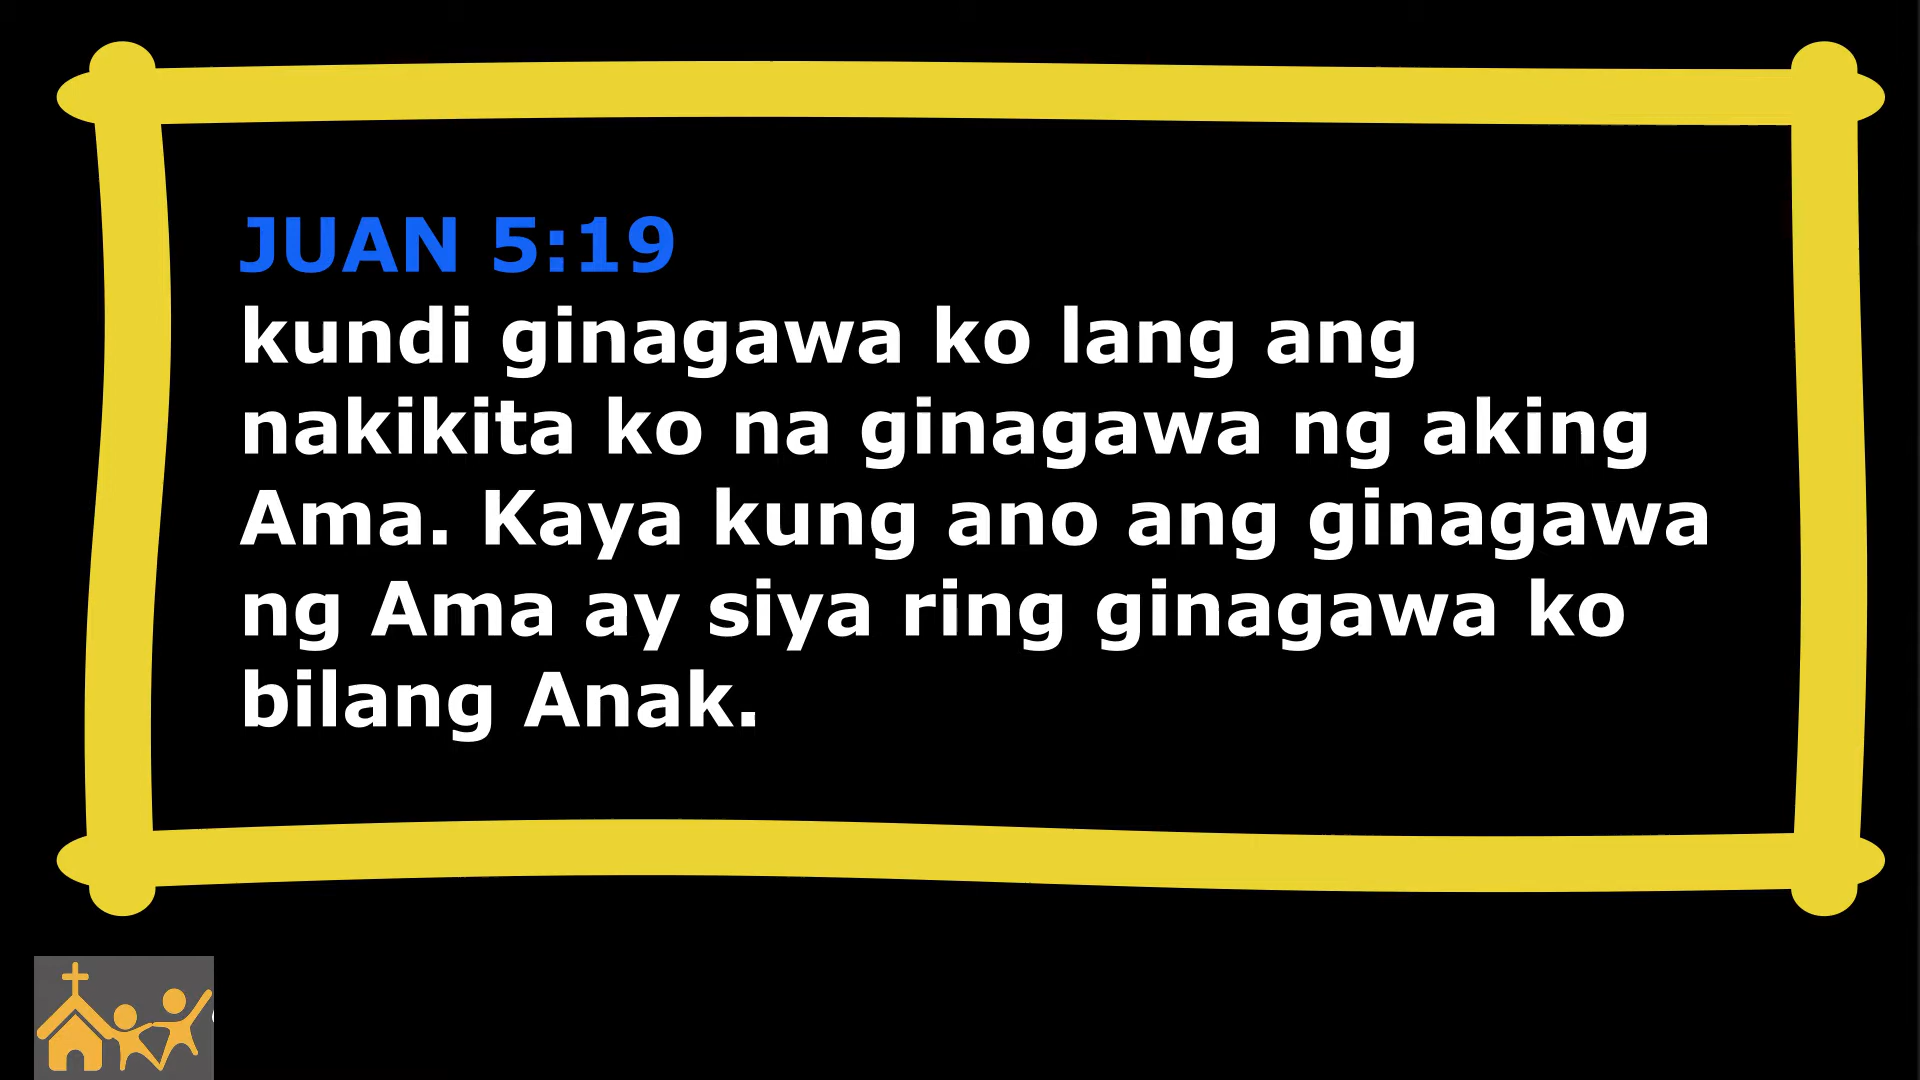 JUAN 5:19
kundi ginagawa ko lang ang
nakikita ko na ginagawa ng aking
Ama. Kaya kung ano ang ginagawa
ng Ama ay siya ring ginagawa ko
bilang Anak.